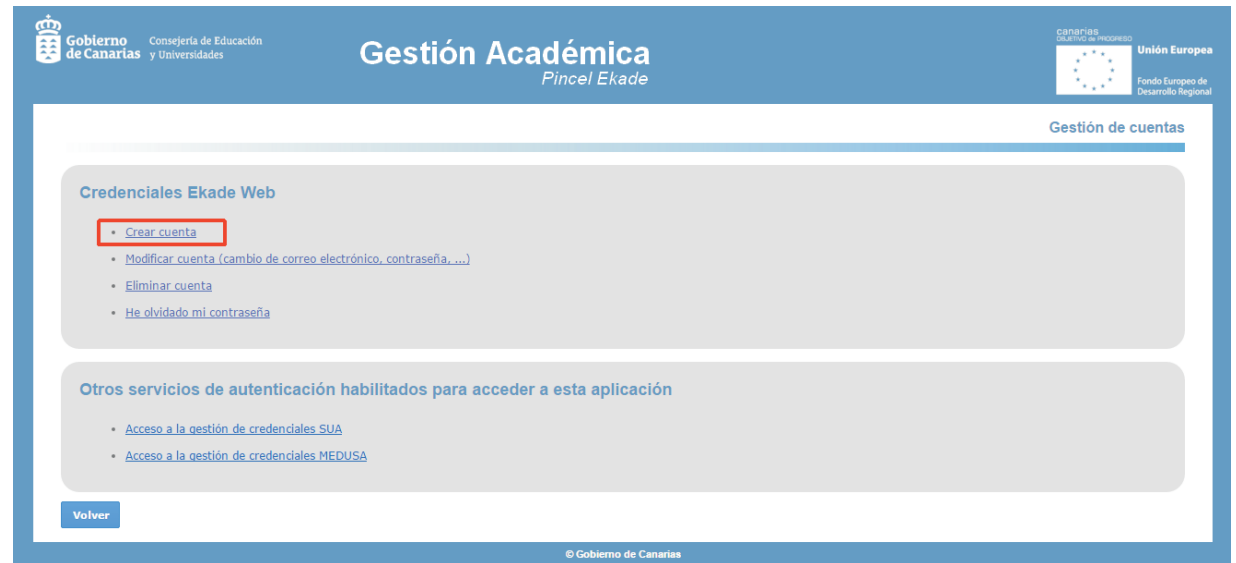 Gobierno
de Canarias
Consejería de Educación
y Universidades
Gestión Académica
Pincel Ekade
canarias
OBJETIVO DE PROGRESO
Unión Europea
Fondo Europeo de
Desarrollo Regional
Gestión de cuentas
Credenciales Ekade Web
• Crear cuenta
• Modificar cuenta (cambio de correo electrónico, contraseña, ...)
• Eliminar cuenta
• He olvidado mi contraseña
Otros servicios de autenticación habilitados para acceder a esta aplicación
• Acceso a la gestión de credenciales SUA
• Acceso a la gestión de credenciales MEDUSA
Volver
© Gobierno de Canarias